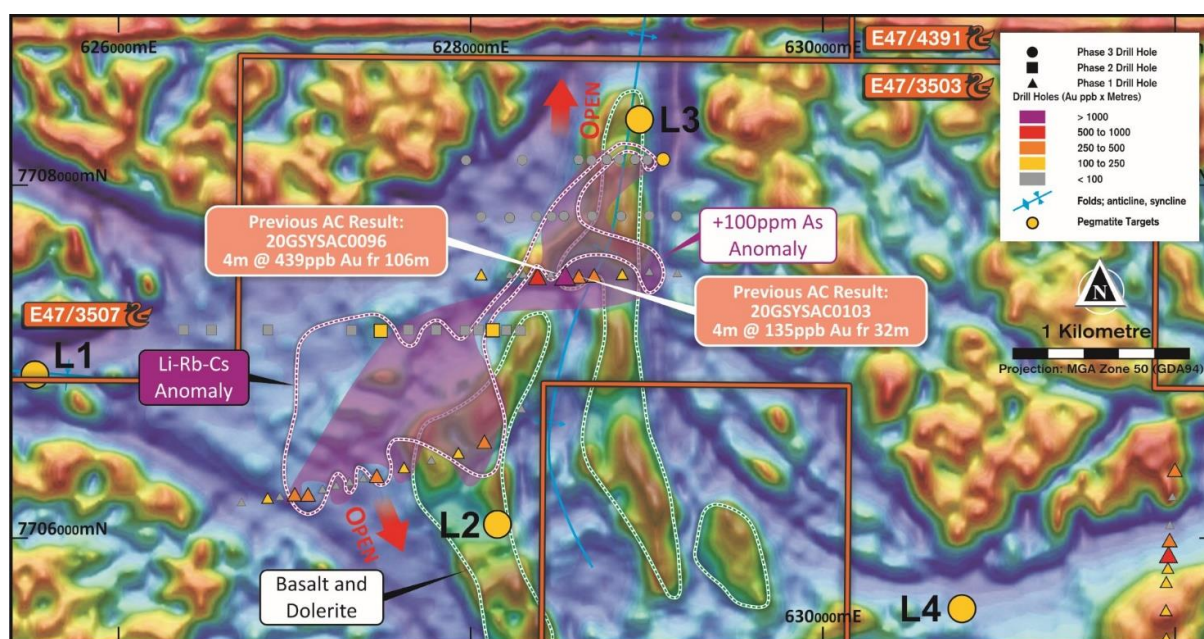 626000mE
628000mE
630000mE
E47/4391
E47/3503
Phase 3 Drill Hole
Phase 2 Drill Hole
Phase 1 Drill Hole
Drill Holes (Au ppb x Metres)
> 1000
500 to 1000
250 to 500
100 to 250
< 100
Folds; anticline, syncline
Pegmatite Targets
OPEN
L3
7708000mN
Previous AC Result:
20GSYSAC0096
4m @ 439ppb Au fr 106m
+100ppm As
Anomaly
Previous AC Result:
20GSYSAC0103
4m @ 135ppb Au fr 32m
N
1 Kilometre
Projection: MGA Zone 50 (GDA94)
E47/3507
L1
Li-Rb-Cs
Anomaly
7706000mN
OPEN
L2
Basalt and
Dolerite
630000mE
L4